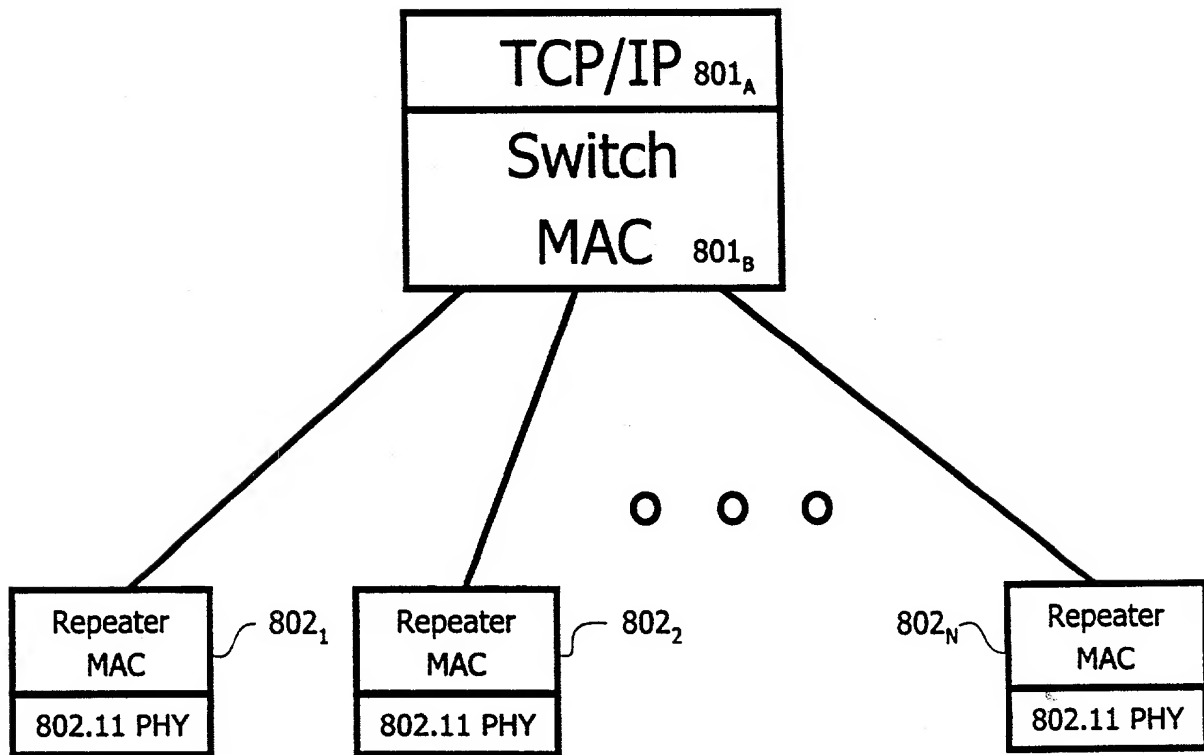 TCP/IP 801A
Switch
MAC 801B
Repeater
MAC
802.11 PHY
8021
Repeater
MAC
802.11 PHY
8022
802N
Repeater
MAC
802.11 PHY